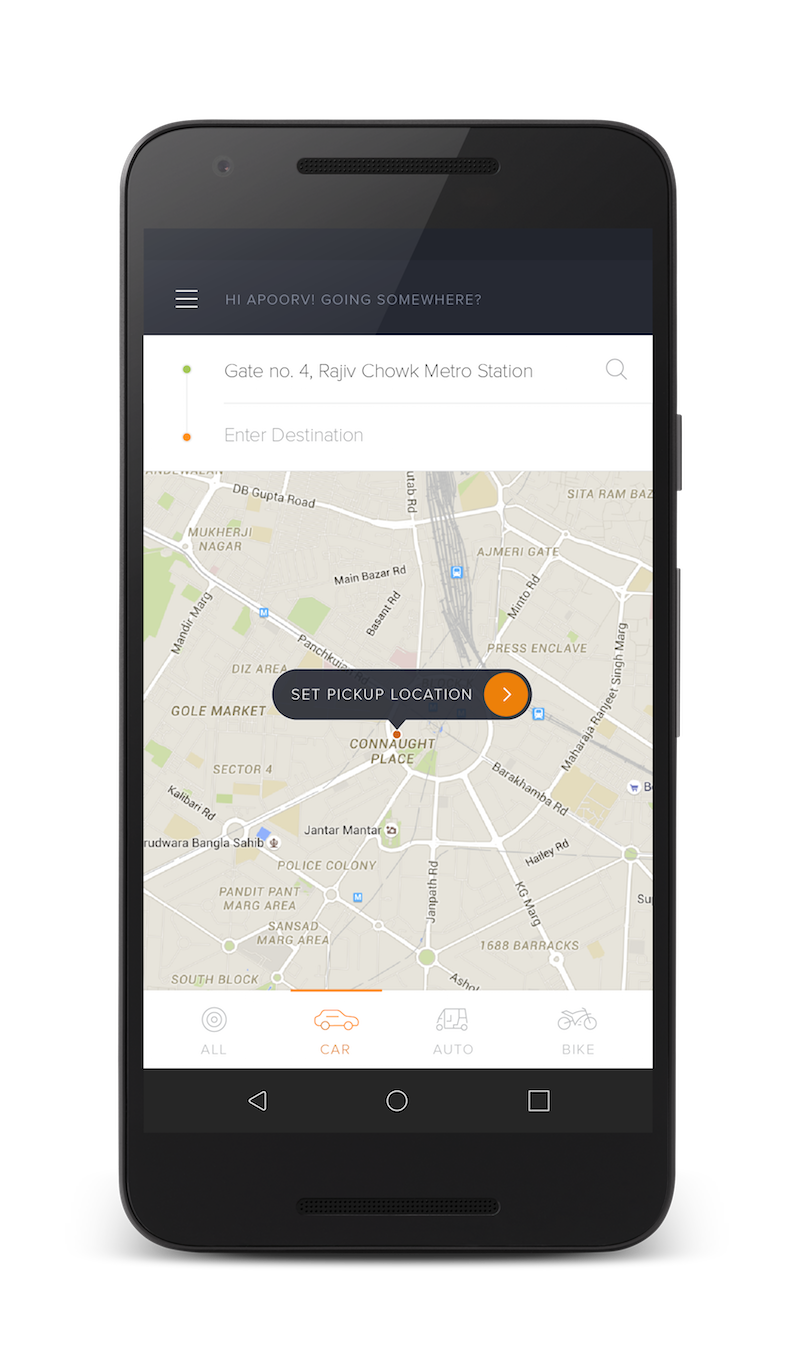 HI APOORV! GOING SOMEWHERE?
Gate no. 4, Rajiv Chowk Metro Station
Enter Destination
DB Gupta Road
SITA RAM BAZ
MUKHERJI
NAGAR
AJMERI GATE
Main Bazar Rd
Basant Rd
Minto Rd
Mandir Marg
Panchkuian Rd
PRESS ENCLAVE
DIZ AREA
Maharaja Ranjeet Singh Marg
SET PICKUP LOCATION
GOLE MARKET
CONNAUGHT
PLACE
SECTOR 4
Barakhamba Rd
Kalibari Rd
Jantar Mantar
rudwara Bangla Sahib
Hailey Rd
POLICE COLONY
Janpath Rd
KG Marg
PANDIT PANT
MARG AREA
SANSAD
MARG AREA
1688 BARRACKS
SOUTH BLOCK
Ashol
ALL
CAR
AUTO
BIKE